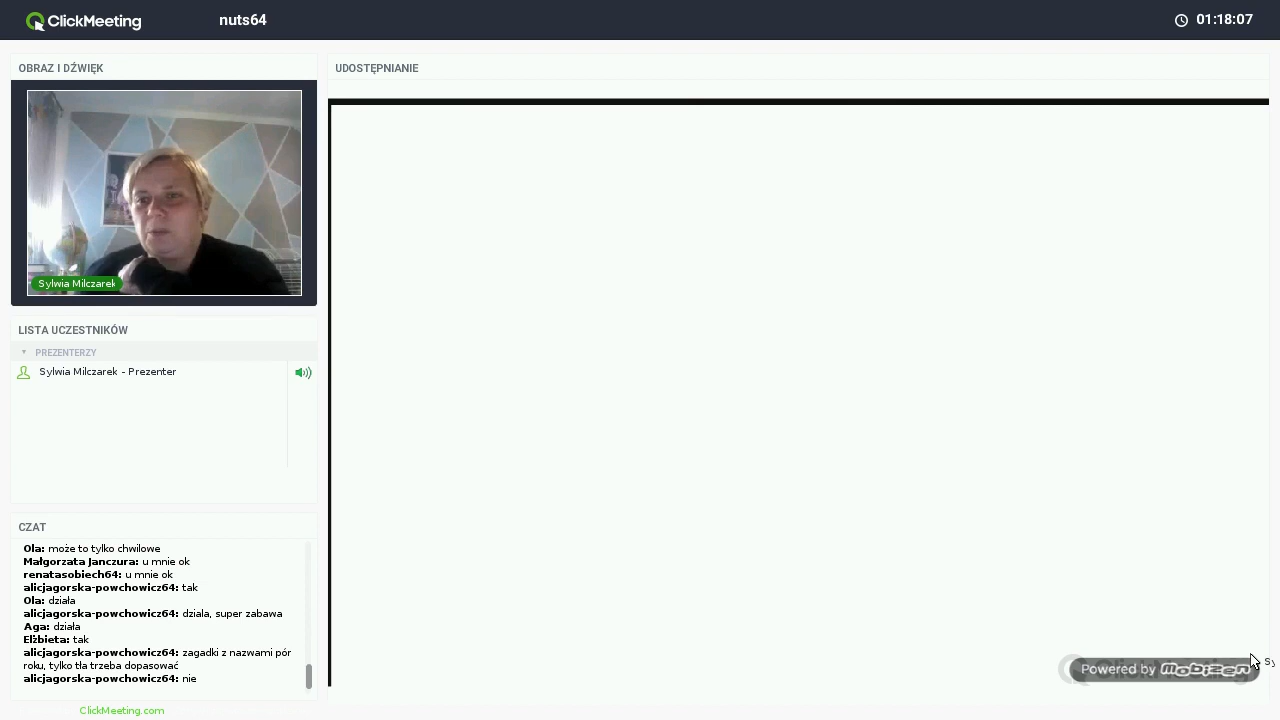 ClickMeeting
nuts64
01:18:07
OBRAZ I DŹWIĘK
Sylwia Milczarek
LISTA UCZESTNIKÓW
PREZENTERZY
Sylwia Milczarek - Prezenter
CZAT
Ola: może to tylko chwilowe
Małgorzata Janczura: u mnie ok
renatasobiech64: u mnie ok
alicjagorska-powchowicz64: tak
Ola: działa
alicjagorska-powchowicz64: dziala, super zabawa
Aga: działa
Elżbieta: tak
alicjagorska-powchowicz64: zagadki z nazwami pór
roku, tylko tła trzeba dopasować
alicjagorska-powchowicz64: nie
ClickMeeting.com
UDOSTĘPNIANIE
Powered by Mobizen
Sy